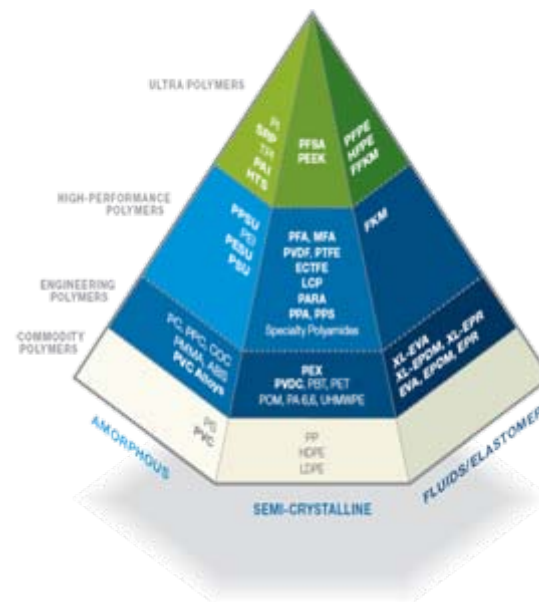 ULTRA POLYMERS
PI
SRP
TPI
PAI
HTS
PFSA
PEEK
PFPE
HFPE
FFKM
HIGH-PERFORMANCE
POLYMERS
PPSU
PEI
PESU
PSU
PFA, MFA
PVDF, PTFE
ECTFE
LCP
PARA
PPA, PPS
Specialty Polyamides
FKM
ENGINEERING
POLYMERS
PC, PPC, COC
PMMA, ABS
PVC Alloys
PEX
PVDC, PBT, PET
POM, PA 6,6, UHMWPE
XL-EVA
XL-EPDM, XL-EPR
EVA, EPDM, EPR
COMMODITY
POLYMERS
PS
PVC
PP
HDPE
LDPE
AMORPHOUS
SEMI-CRYSTALLINE
FLUIDS/ELASTOMER